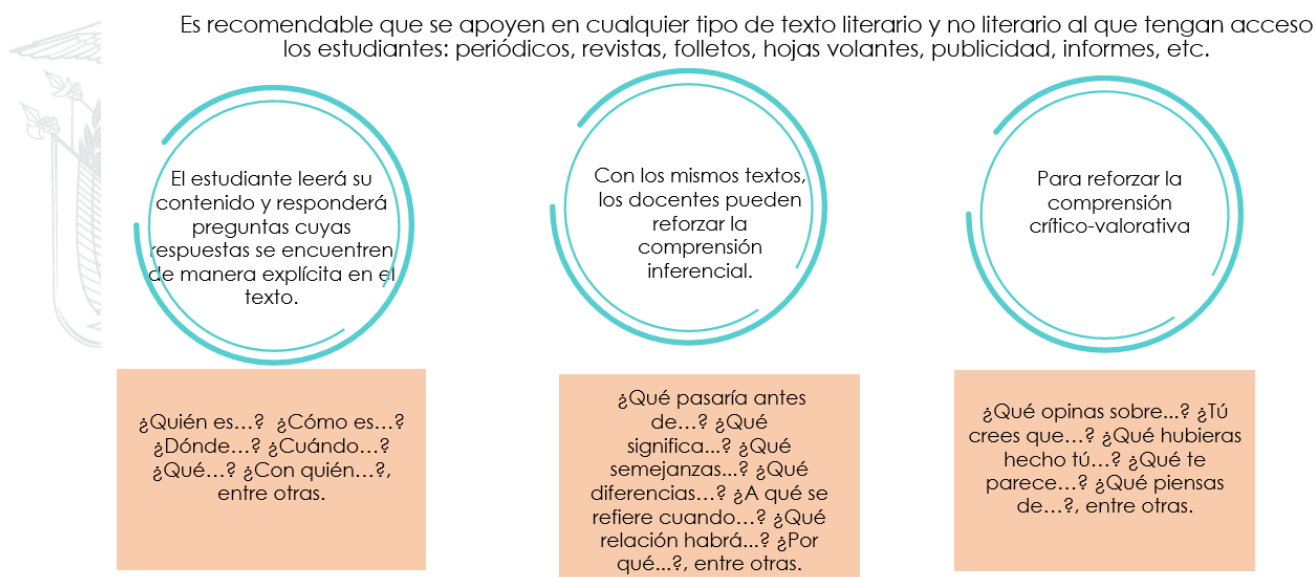 Es recomendable que se apoyen en cualquier tipo de texto literario y no literario al que tengan acceso
los estudiantes: periódicos, revistas, folletos, hojas volantes, publicidad, informes, etc.
El estudiante leerá su
contenido y responderá
preguntas cuyas
respuestas se encuentren
de manera explícita en el
texto.
Con los mismos textos,
los docentes pueden
reforzar la
comprensión
inferencial.
Para reforzar la
comprensión
crítico-valorativa
¿Quién es...? ¿Cómo es...?
¿Dónde...? ¿Cuándo...?
¿Qué...? ¿Con quién...?,
entre otras.
¿Qué pasaría antes
de...? ¿Qué
significa...? ¿Qué
semejanzas...? ¿Qué
diferencias...? ¿A qué se
refiere cuando...? ¿Qué
relación habrá...? ¿Por
qué...?, entre otras.
¿Qué opinas sobre...? ¿Tú
crees que...? ¿Qué hubieras
hecho tú...? ¿Qué te
parece...? ¿Qué piensas
de...?, entre otras.